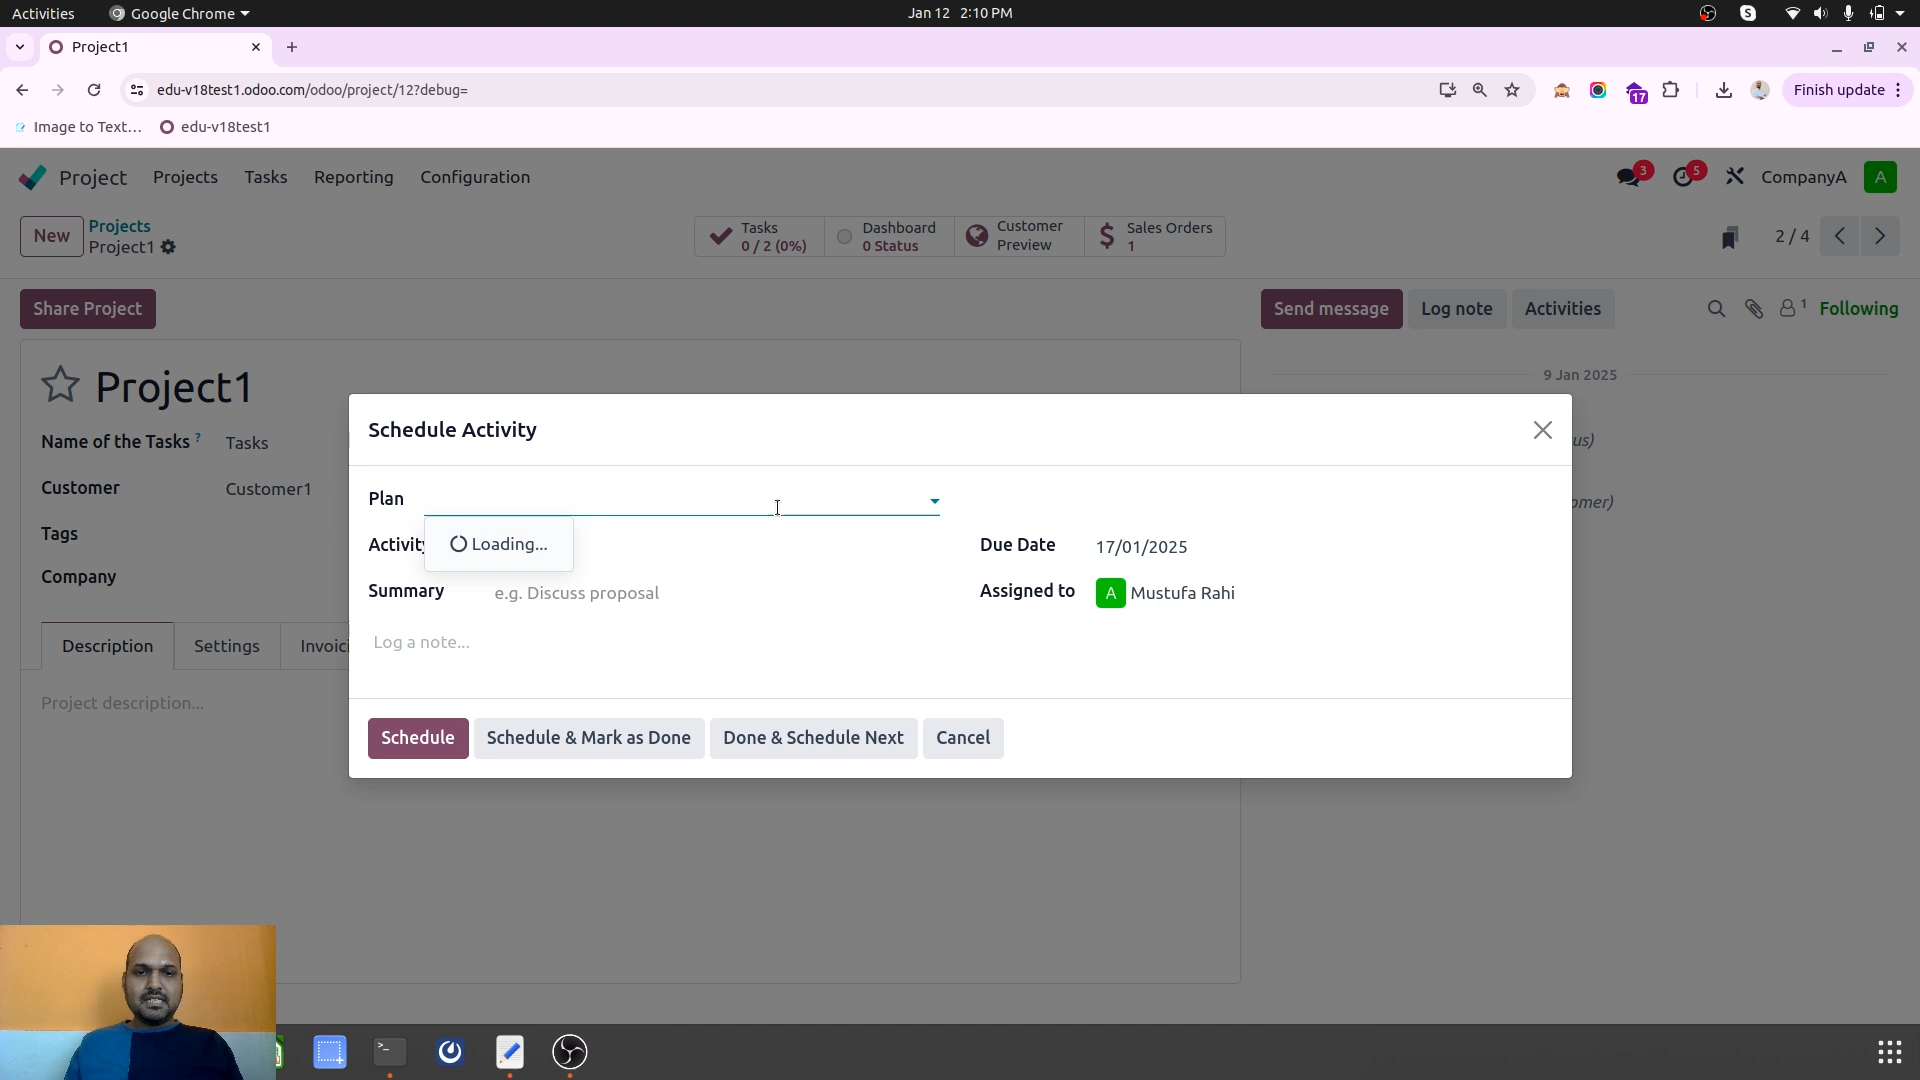 Activities
Google Chrome
Jan 12 2:10 PM
S
Project1
edu-v18test1.odoo.com/odoo/project/12?debug=
17
Finish update
Image to Text...
edu-v18test1
Project
Projects
Tasks
Reporting
Configuration
3
5
CompanyA
A
New
Projects
Project1
Tasks
0 / 2 (0%)
Dashboard
0 Status
Customer
Preview
Sales Orders
1
2 / 4
Share Project
Send message
Log note
Activities
1
Following
Project1
9 Jan 2025
Name of the Tasks ?
Tasks
Customer
Customer1
Tags
Company
Description
Settings
Invoici
Project description...
us)
omer)
Schedule Activity
Plan
Loading...
Activity
Due Date
17/01/2025
Summary
e.g. Discuss proposal
Assigned to
A
Mustufa Rahi
Log a note...
Schedule
Schedule & Mark as Done
Done & Schedule Next
Cancel